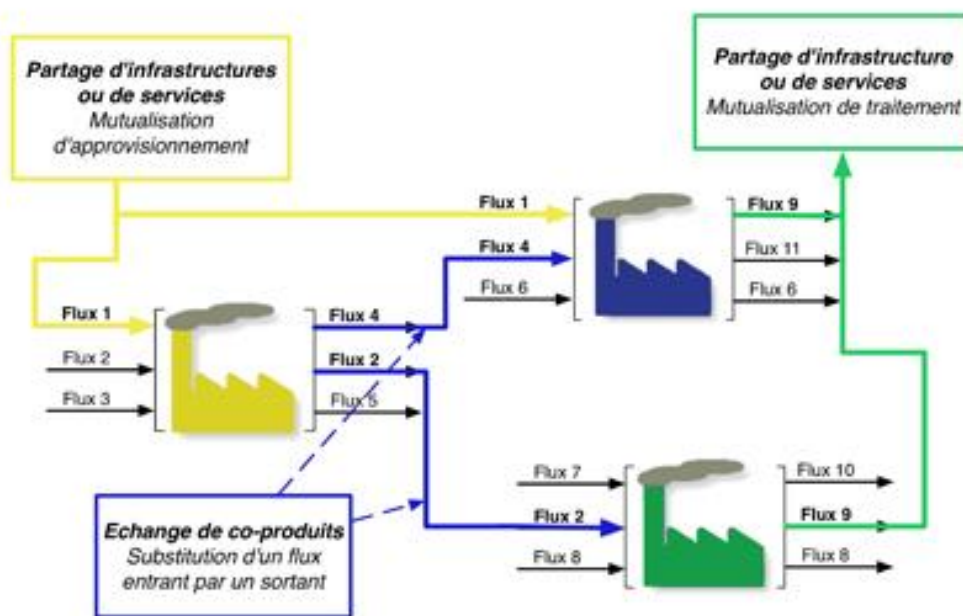 Partage d'infrastructures
ou de services
Mutualisation
d'approvisionnement
Partage d'infrastructure
ou de services
Mutualisation de traitement
Flux 1
Flux 4
Flux 6
Flux 9
Flux 11
Flux 6
Flux 1
Flux 2
Flux 3
Flux 4
Flux 2
Flux 5
Flux 7
Flux 2
Flux 8
Flux 10
Flux 9
Flux 8
Echange de co-produits
Substitution d'un flux
entrant par un sortant